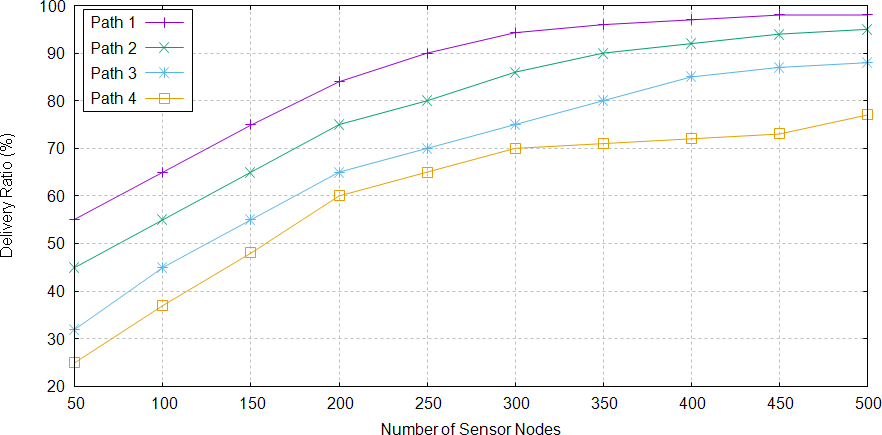 100
90
80
70
60
50
40
30
20
Delivery Ratio (%)
Path 1
Path 2
Path 3
Path 4
50 100 150 200 250 300 350 400 450 500
Number of Sensor Nodes